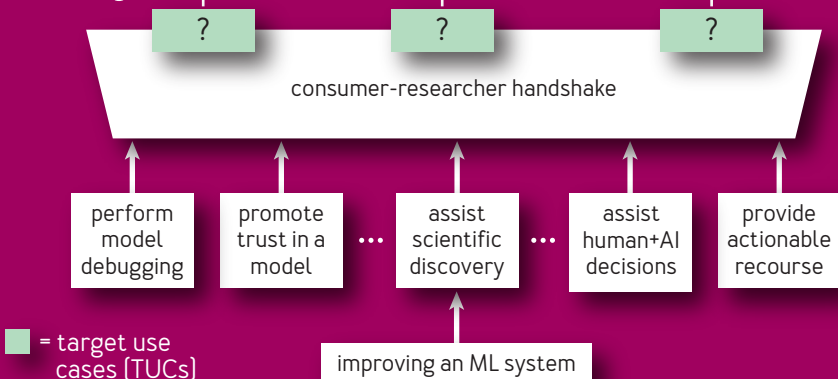 ? ? ?
consumer-researcher handshake
perform
model
debugging
promote
trust in a
model
...
assist
scientific
discovery
...
assist
human+AI
decisions
provide
actionable
recourse
= target use
cases (TUCs)
improving an ML system